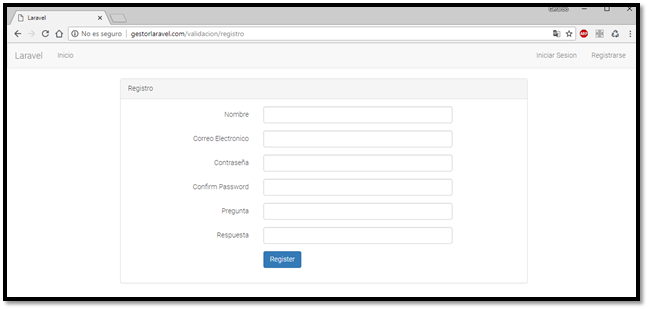 Laravel
No es seguro | gestorlaravel.com/validacion/registro
Laravel Inicio Iniciar Sesion Registrarse
Registro
Nombre
Correo Electronico
Contraseña
Confirm Password
Pregunta
Respuesta
Register